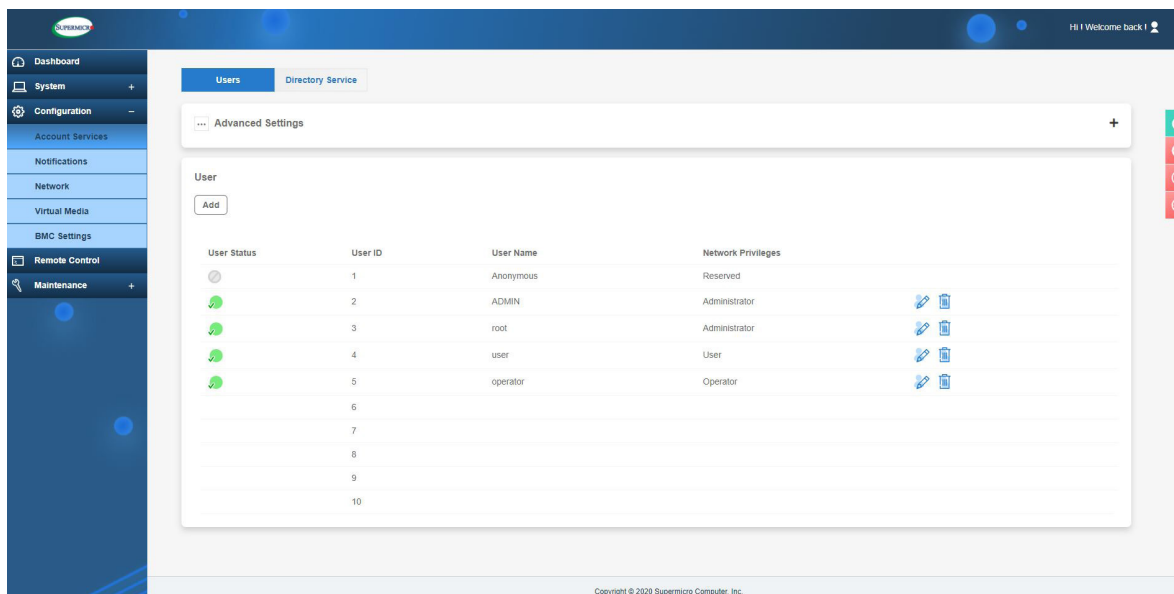 SUPERMICR
Hi ! Welcome back !
Dashboard
System +
Configuration −
Account Services
Notifications
Network
Virtual Media
BMC Settings
Remote Control
Maintenance +
Users Directory Service
... Advanced Settings +
User
Add
User Status User ID User Name Network Privileges
1 Anonymous Reserved
2 ADMIN Administrator
3 root Administrator
4 user User
5 operator Operator
6
7
8
9
10
Copyright © 2020 Supermicro Computer, Inc.